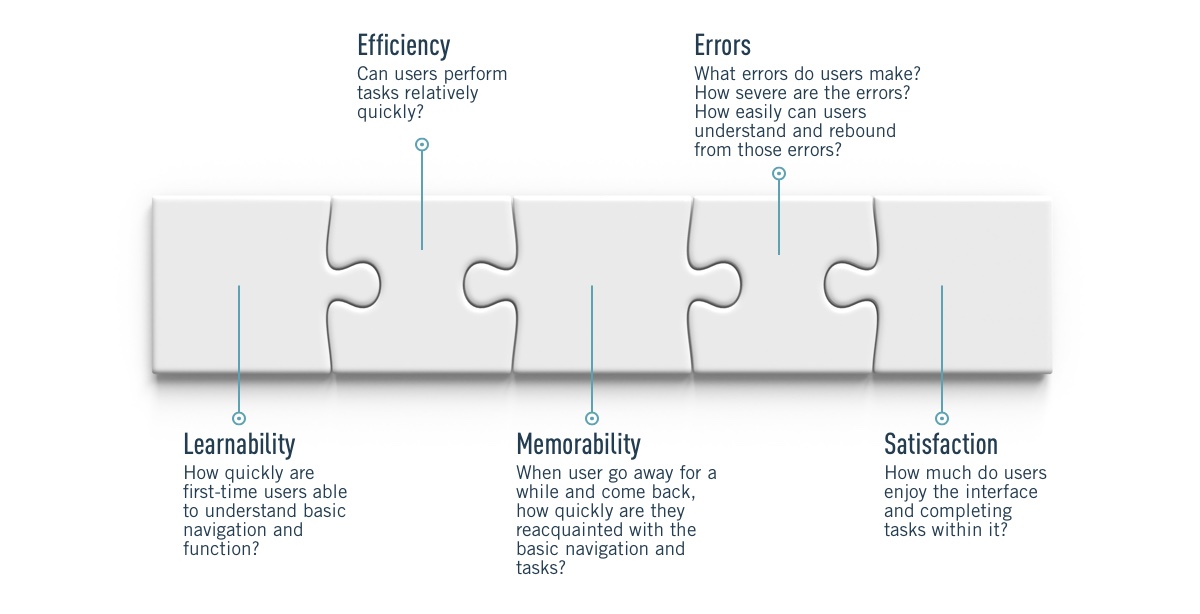 Efficiency
Can users perform
tasks relatively
quickly?
Errors
What errors do users make?
How severe are the errors?
How easily can users
understand and rebound
from those errors?
Learnability
How quickly are
first-time users able
to understand basic
navigation and
function?
Memorability
When user go away for a
while and come back,
how quickly are they
reacquainted with the
basic navigation and
tasks?
Satisfaction
How much do users
enjoy the interface
and completing
tasks within it?